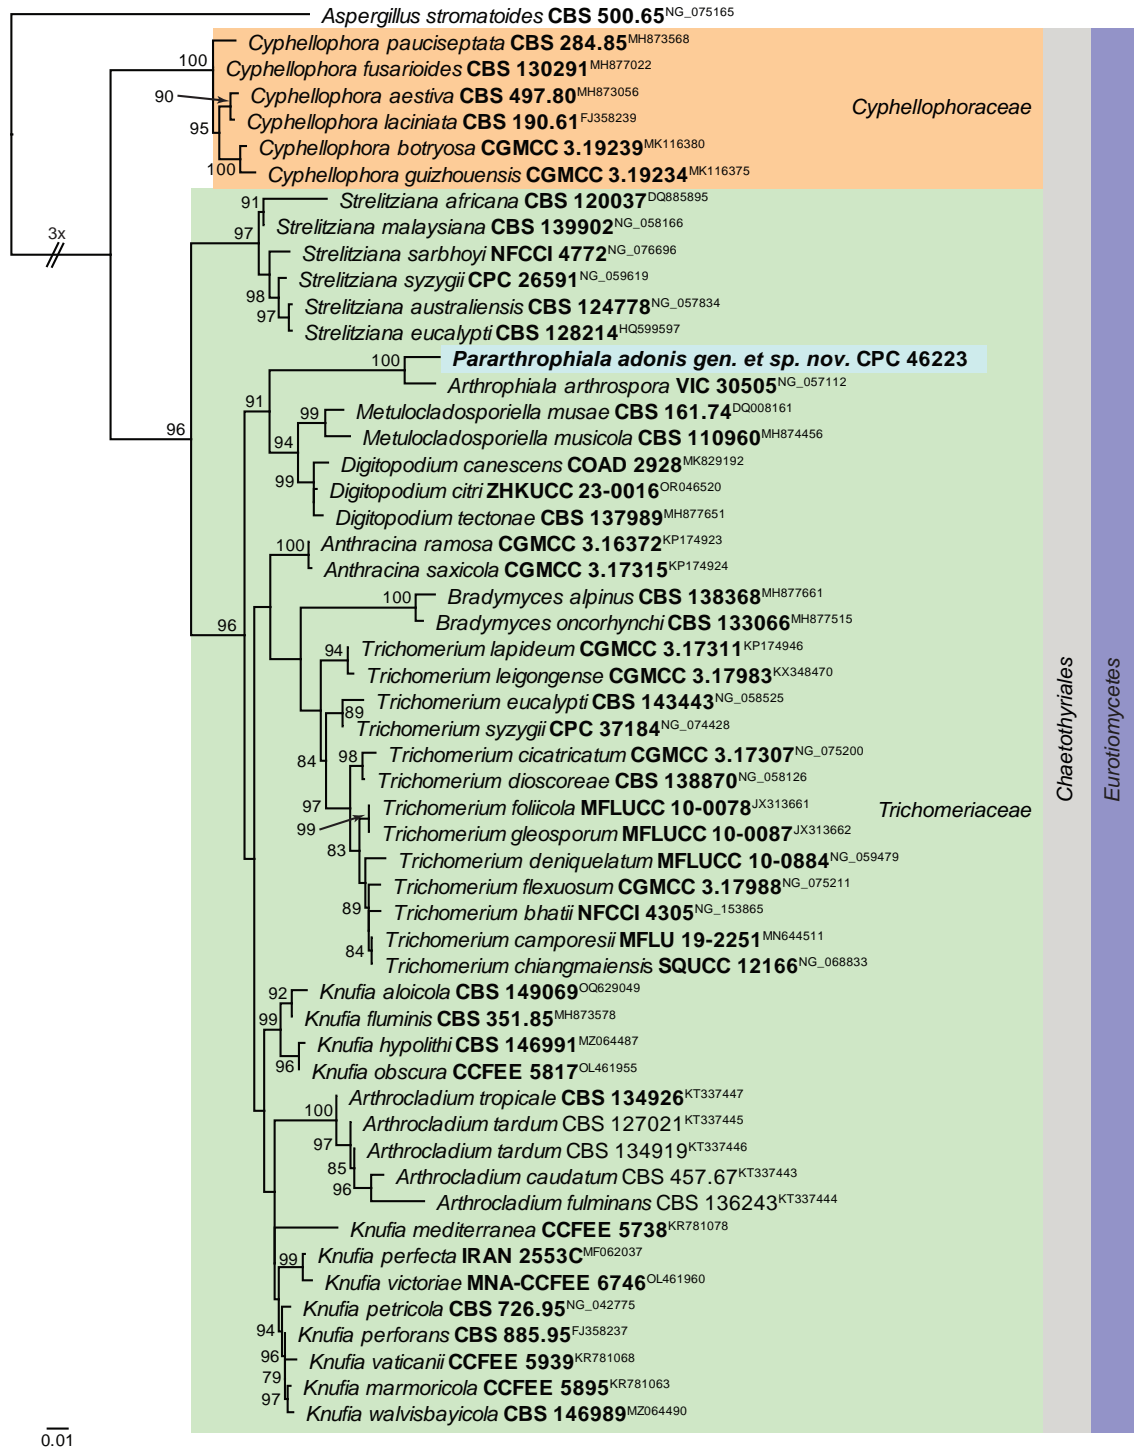 Aspergillus stromatoides CBS 500.65NG_075165
Cyphellophora pauciseptata CBS 284.85MH873568
100
Cyphellophora fusarioides CBS 130291MH877022
90
Cyphellophora aestiva CBS 497.80MH873056
Cyphellophoraceae
Cyphellophora laciniata CBS 190.61FJ358239
95
Cyphellophora botryosa CGMCC 3.19239MK116380
100
Cyphellophora guizhouensis CGMCC 3.19234MK116375
91
Strelitziana africana CBS 120037DQ885895
Strelitziana malaysiana CBS 139902NG_058166
97
3x
Strelitziana sarbhoyi NFCCI 4772NG_076696
Strelitziana syzygii CPC 26591NG_059619
98
Strelitziana australiensis CBS 124778NG_057834
97
Strelitziana eucalypti CBS 128214HQ599597
100
Pararthrophiala adonis gen. et sp. nov. CPC 46223
Arthrophiala arthrospora VIC 30505NG_057112
91
99
Metulocladosporiella musae CBS 161.74DQ008161
96
Metulocladosporiella musicola CBS 110960MH874456
94
Digitopodium canescens COAD 2928MK829192
99
Digitopodium citri ZHKUCC 23-0016OR046520
Digitopodium tectonae CBS 137989MH877651
100
Anthracina ramosa CGMCC 3.16372KP174923
Anthracina saxicola CGMCC 3.17315KP174924
100
Bradymyces alpinus CBS 138368MH877661
96
Bradymyces oncorhynchi CBS 133066MH877515
94
Trichomerium lapideum CGMCC 3.17311KP174946
Trichomerium leigongense CGMCC 3.17983KX348470
Trichomerium eucalypti CBS 143443NG_058525
89
Trichomerium syzygii CPC 37184NG_074428
84
98
Trichomerium cicatricatum CGMCC 3.17307NG_075200
Trichomerium dioscoreae CBS 138870NG_058126
97
Trichomerium foliicola MFLUCC 10-0078JX313661
Trichomeriaceae
99
Trichomerium gleosporum MFLUCC 10-0087JX313662
83
Trichomerium deniquelatum MFLUCC 10-0884NG_059479
Trichomerium flexuosum CGMCC 3.17988NG_075211
89
Trichomerium bhatii NFCCI 4305NG_153865
Trichomerium camporesii MFLU 19-2251MN644511
84
Trichomerium chiangmaiensis SQUCC 12166NG_068833
92
Knufia aloicola CBS 149069OQ629049
99
Knufia fluminis CBS 351.85MH873578
Knufia hypolithi CBS 146991MZ064487
96
Knufia obscura CCFEE 5817OL461955
Arthrocladium tropicale CBS 134926KT337447
100
Arthrocladium tardum CBS 127021KT337445
97
Arthrocladium tardum CBS 134919KT337446
85
Arthrocladium caudatum CBS 457.67KT337443
96
Arthrocladium fulminans CBS 136243KT337444
Knufia mediterranea CCFEE 5738KR781078
99
Knufia perfecta IRAN 2553CMF062037
Knufia victoriae MNA-CCFEE 6746OL461960
Knufia petricola CBS 726.95NG_042775
94
Knufia perforans CBS 885.95FJ358237
96
Knufia vaticanii CCFEE 5939KR781068
79
Knufia marmoricola CCFEE 5895KR781063
97
Knufia walvisbayicola CBS 146989MZ064490
0.01
Chaetothyriales
Eurotiomycetes